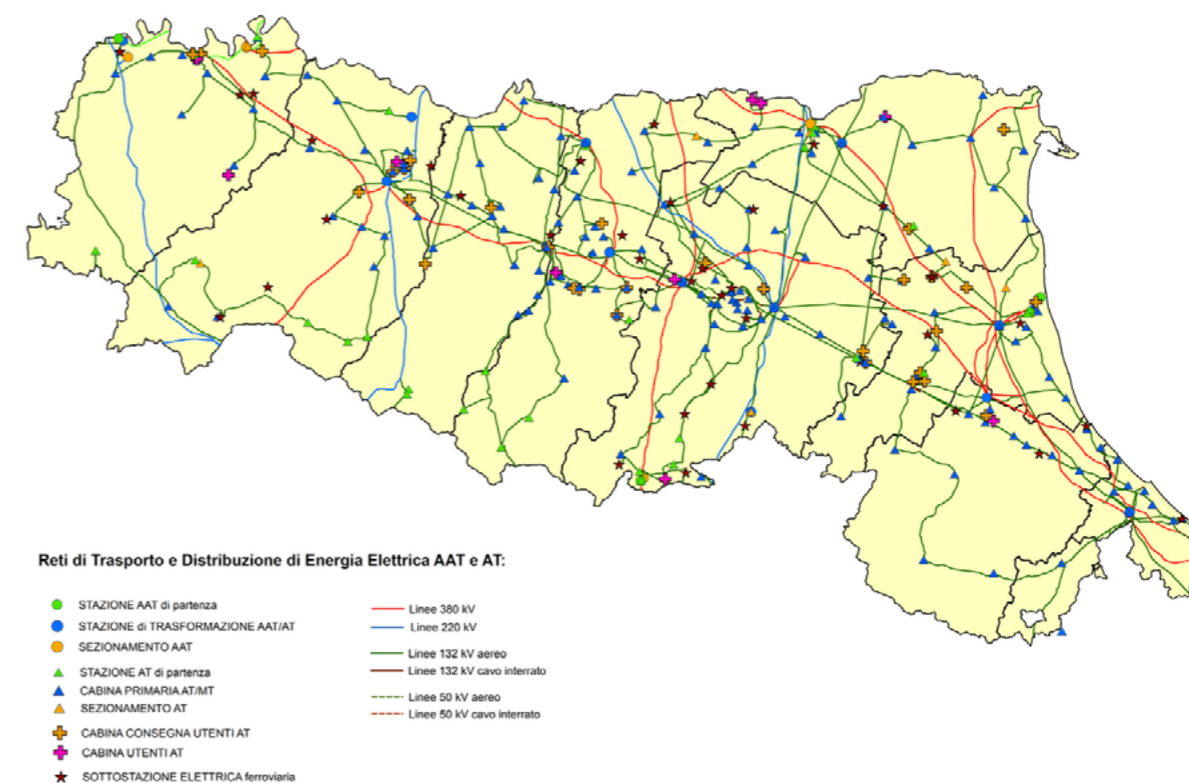 Reti di Trasporto e Distribuzione di Energia Elettrica AAT e AT:
STAZIONE AAT di partenza
STAZIONE di TRASFORMAZIONE AAT/AT
SEZIONAMENTO AAT
STAZIONE AT di partenza
CABINA PRIMARIA AT/MT
SEZIONAMENTO AT
CABINA CONSEGNA UTENTI AT
CABINA UTENTI AT
SOTTOSTAZIONE ELETTRICA ferroviaria
Linee 380 kV
Linee 220 kV
Linee 132 kV aereo
Linee 132 kV cavo interrato
Linee 50 kV aereo
Linee 50 kV cavo interrato